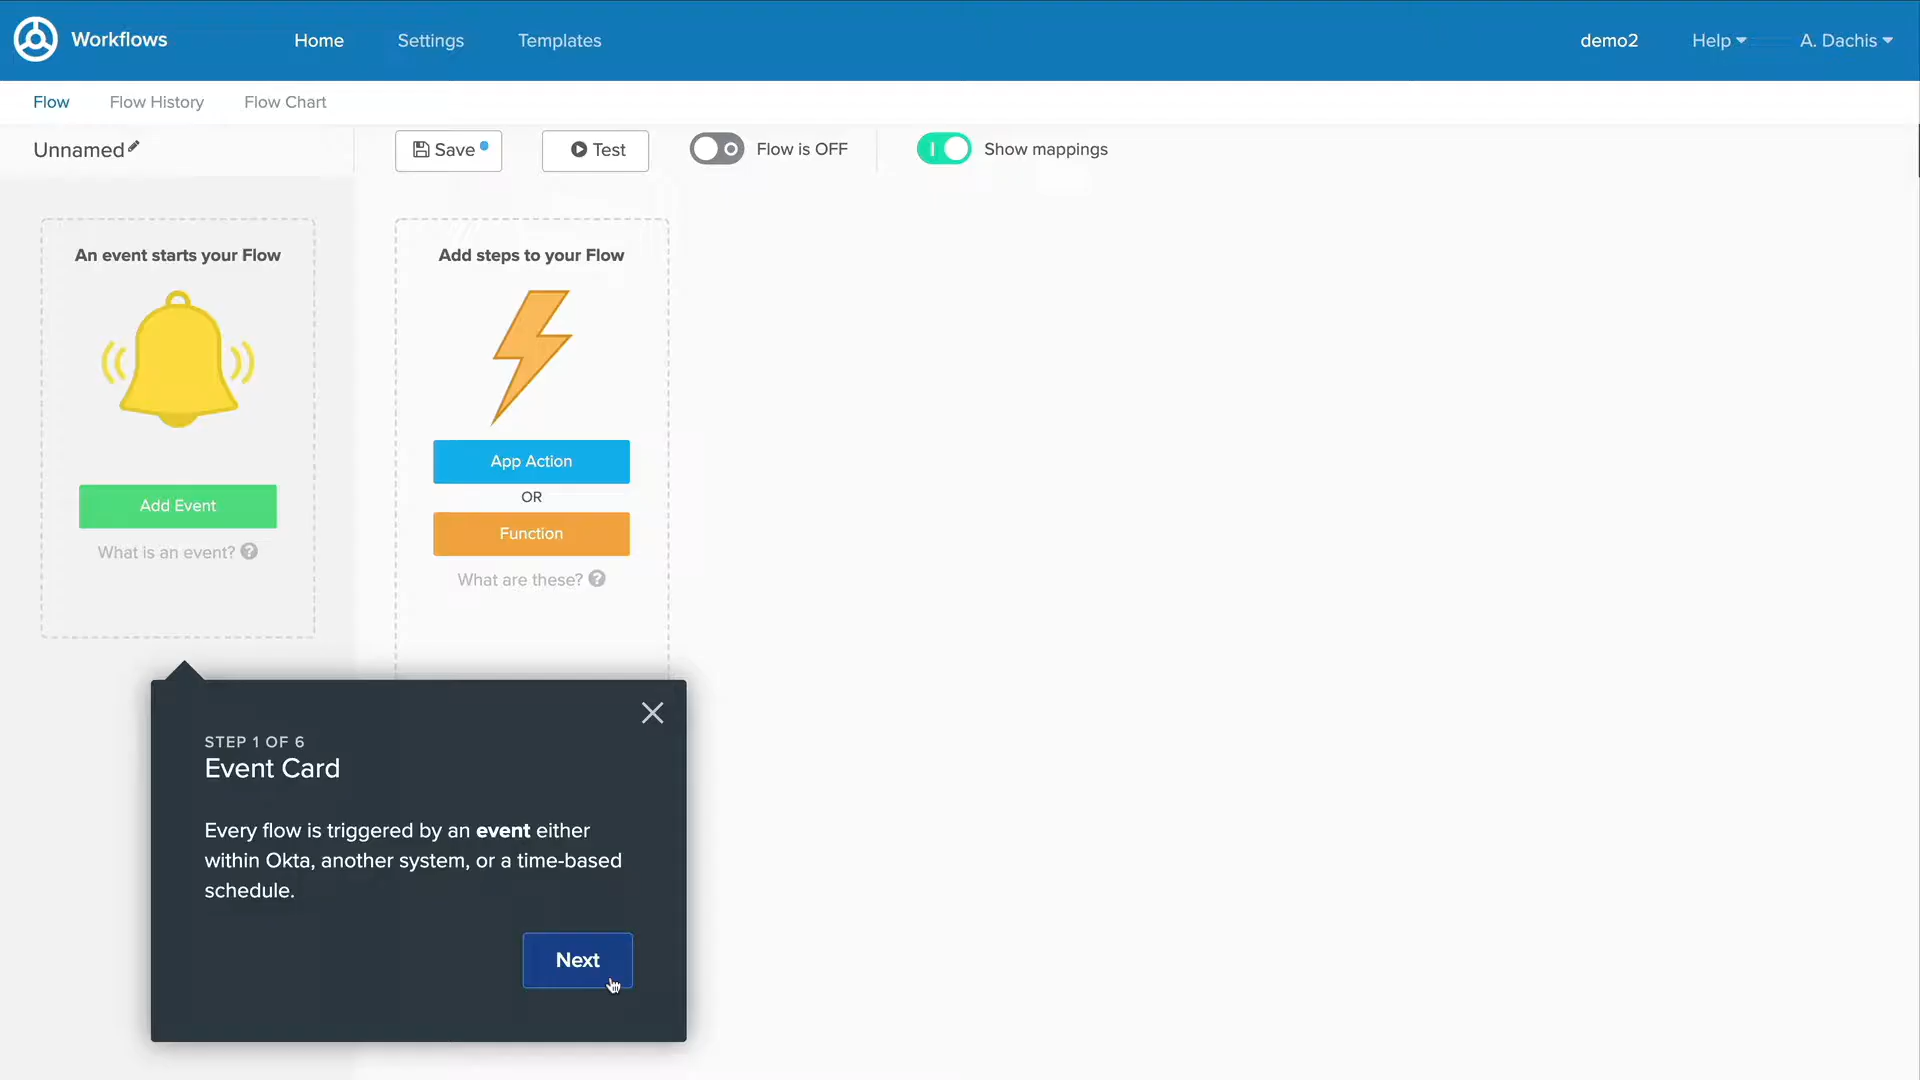 Workflows
Home
Settings
Templates
demo2
Help
A. Dachis
Flow
Flow History
Flow Chart
Unnamed
Save
Test
Flow is OFF
Show mappings
An event starts your Flow
Add Event
What is an event?
Add steps to your Flow
App Action
OR
Function
What are these?
STEP 1 OF 6
Event Card
Every flow is triggered by an event either
within Okta, another system, or a time-based
schedule.
Next